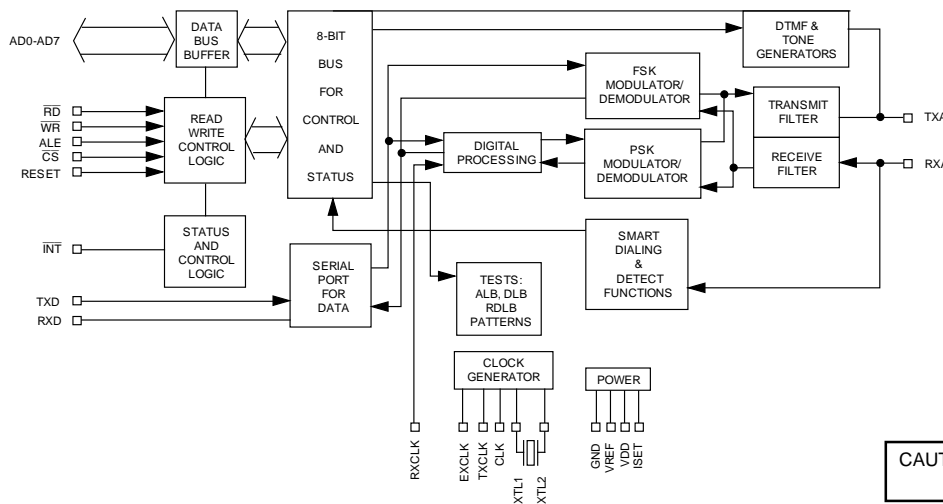 AD0-AD7
DATA
BUS
BUFFER
8-BIT
BUS
FOR
CONTROL
AND
STATUS
DTMF &
TONE
GENERATORS
FSK
MODULATOR/
DEMODULATOR
RD
WR
ALE
CS
RESET
READ
WRITE
CONTROL
LOGIC
DIGITAL
PROCESSING
PSK
MODULATOR/
DEMODULATOR
TRANSMIT
FILTER
RECEIVE
FILTER
TXA
RXA
INT
STATUS
AND
CONTROL
LOGIC
SMART
DIALING
&
DETECT
FUNCTIONS
TXD
RXD
SERIAL
PORT
FOR
DATA
TESTS:
ALB, DLB
RDLB
PATTERNS
CLOCK
GENERATOR
POWER
RXCLK
EXCLK
TXCLK
CLK
XTL1
XTL2
GND
VREF
VDD
ISET
CAUT